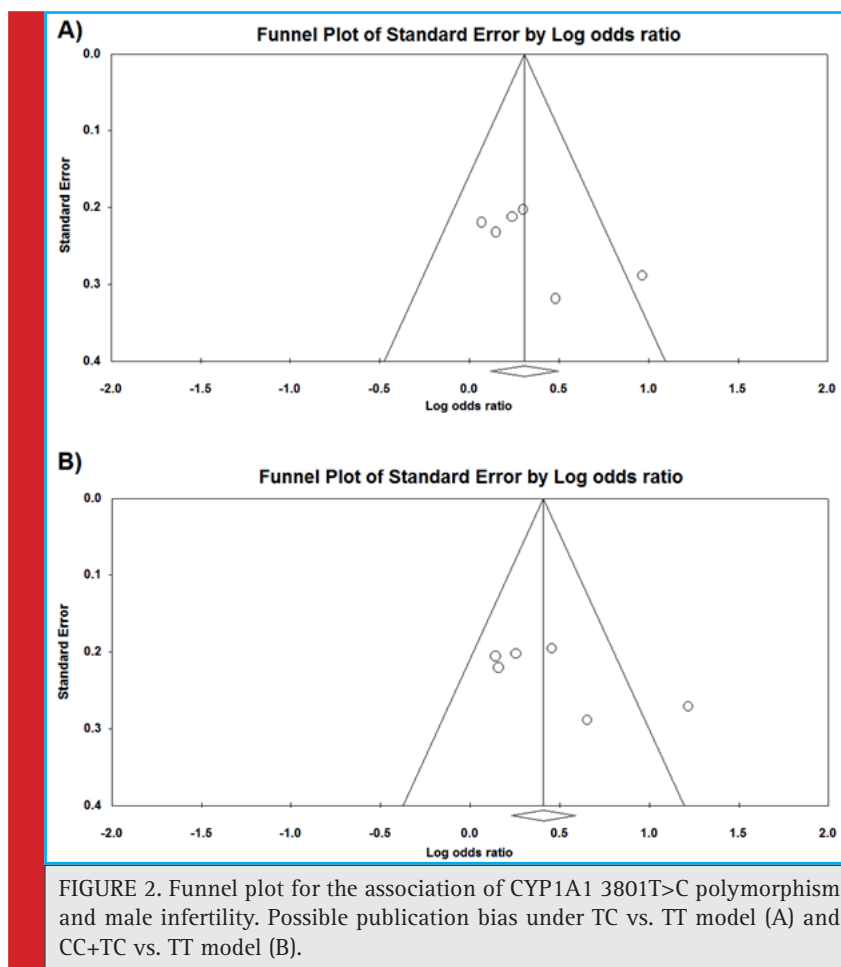 A)
Funnel Plot of Standard Error by Log odds ratio
0.0
0.1
0.2
0.3
0.4
Standard Error
-2.0 -1.5 -1.0 -0.5 0.0 0.5 1.0 1.5 2.0
Log odds ratio
B)
Funnel Plot of Standard Error by Log odds ratio
0.0
0.1
0.2
0.3
0.4
Standard Error
-2.0 -1.5 -1.0 -0.5 0.0 0.5 1.0 1.5 2.0
Log odds ratio
FIGURE 2. Funnel plot for the association of CYP1A1 3801T>C polymorphism
and male infertility. Possible publication bias under TC vs. TT model (A) and
CC+TC vs. TT model (B).